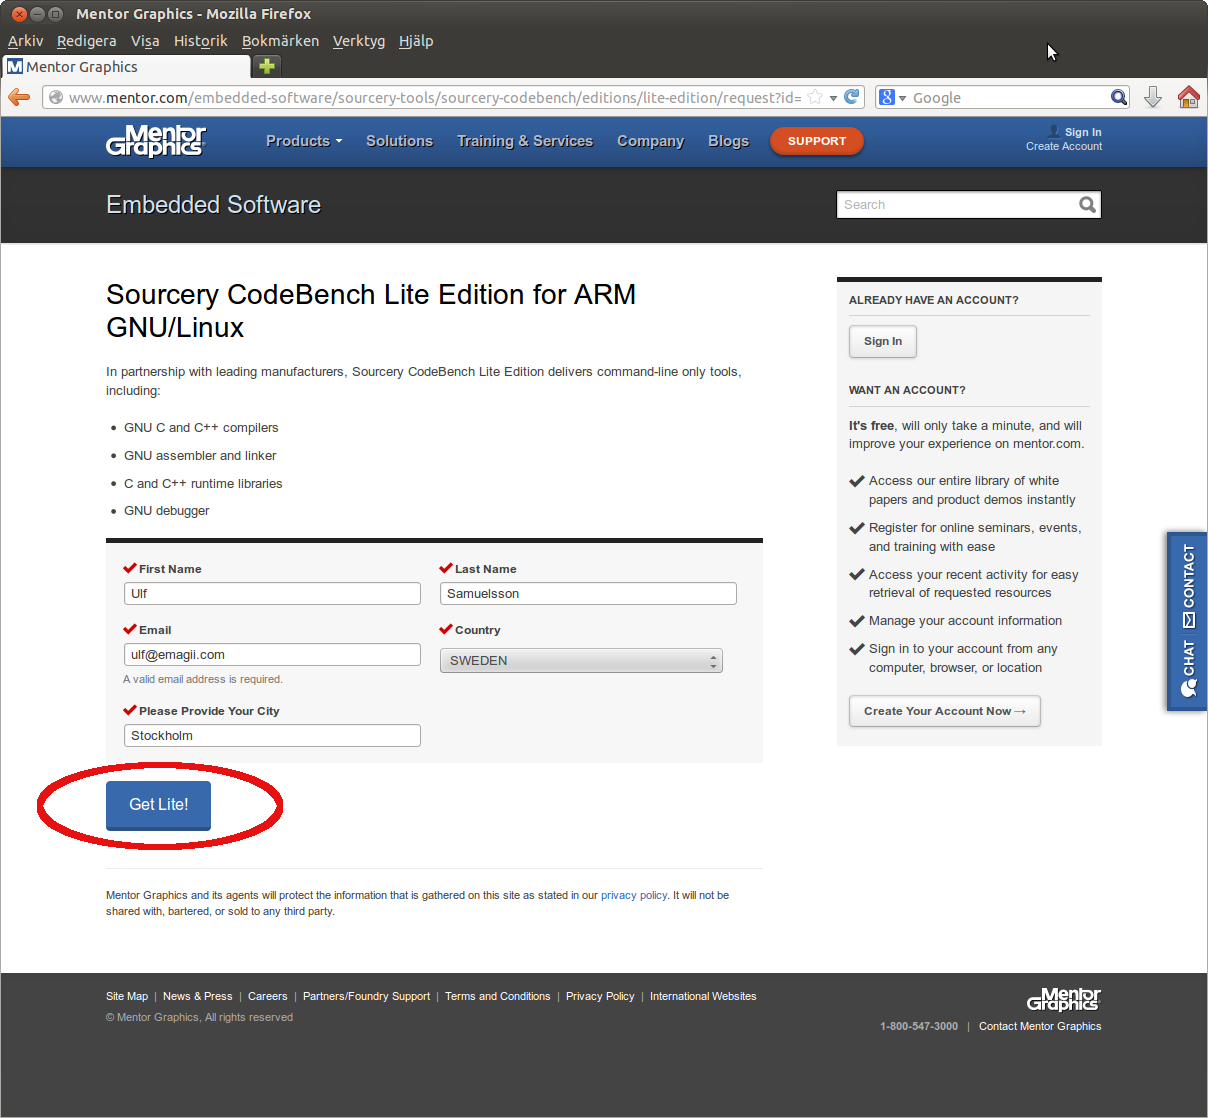 Mentor Graphics - Mozilla Firefox
Arkiv Redigera Visa Historik Bokmärken Verktyg Hjälp
Mentor Graphics
www.mentor.com/embedded-software/sourcery-tools/sourcery-codebench/editions/lite-edition/request?id=
Google
Mentor Graphics
Products
Solutions
Training & Services
Company
Blogs
SUPPORT
Sign In
Create Account
Embedded Software
Search
Sourcery CodeBench Lite Edition for ARM
GNU/Linux
In partnership with leading manufacturers, Sourcery CodeBench Lite Edition delivers command-line only tools,
including:
• GNU C and C++ compilers
• GNU assembler and linker
• C and C++ runtime libraries
• GNU debugger
First Name
Last Name
Ulf
Samuelsson
Email
Country
ulf@emagii.com
SWEDEN
A valid email address is required.
Please Provide Your City
Stockholm
Get Lite!
Mentor Graphics and its agents will protect the information that is gathered on this site as stated in our privacy policy. It will not be
shared with, bartered, or sold to any third party.
ALREADY HAVE AN ACCOUNT?
Sign In
WANT AN ACCOUNT?
It's free, will only take a minute, and will
improve your experience on mentor.com.
Access our entire library of white
papers and product demos instantly
Register for online seminars, events,
and training with ease
Access your recent activity for easy
retrieval of requested resources
Manage your account information
Sign in to your account from any
computer, browser, or location
Create Your Account Now →
CONTACT
CHAT
Site Map | News & Press | Careers | Partners/Foundry Support | Terms and Conditions | Privacy Policy | International Websites
© Mentor Graphics, All rights reserved
Mentor Graphics
1-800-547-3000 | Contact Mentor Graphics